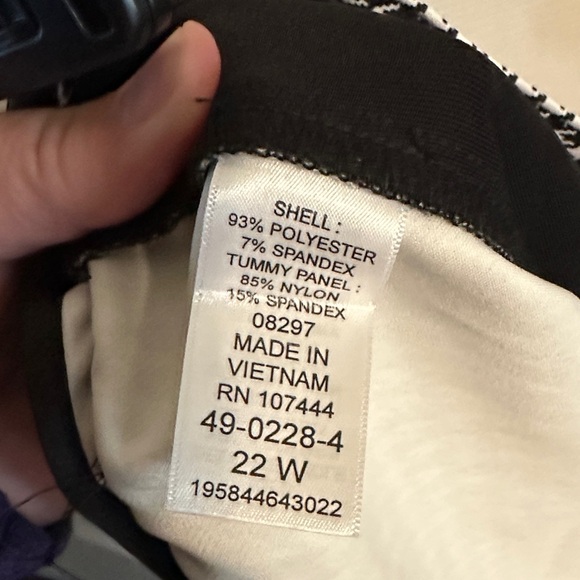 SHELL :
93% POLYESTER
7% SPANDEX
TUMMY PANEL :
85% NYLON
15% SPANDEX
08297
MADE IN
VIETNAM
RN 107444
49-0228-4
22 W
195844643022